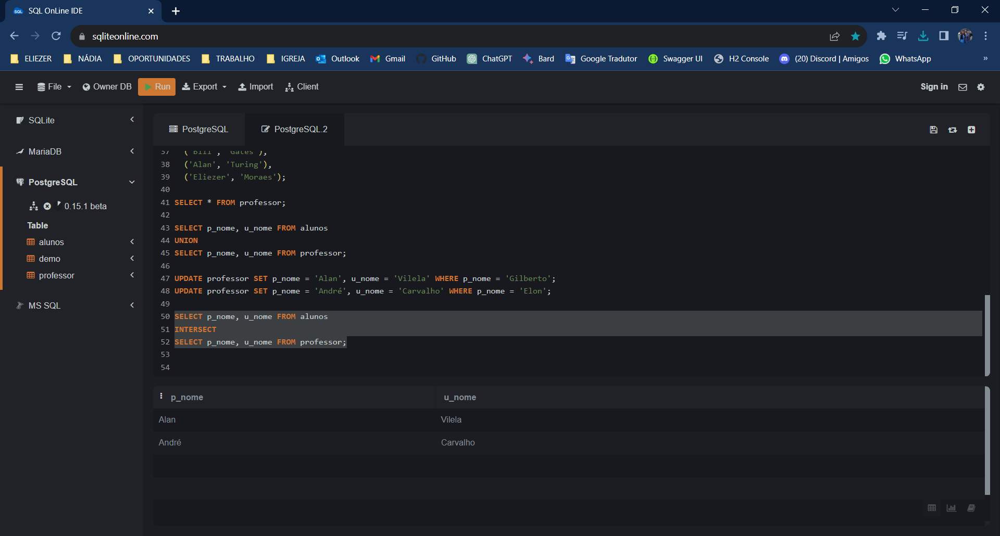 SQL OnLine IDE
sqliteonline.com
ELIEZER NÁDIA OPORTUNIDADES TRABALHO IGREJA Outlook Gmail GitHub ChatGPT Bard Google Tradutor Swagger UI H2 Console (20) Discord | Amigos WhatsApp »
File Owner DB Run Export Import Client Sign in
SQLite
MariaDB
PostgreSQL
0.15.1 beta
Table
alunos
demo
professor
MS SQL
PostgreSQL PostgreSQL.2
37 ('Bill', 'Gates'),
38 ('Alan', 'Turing'),
39 ('Eliezer', 'Moraes');
40
41 SELECT * FROM professor;
42
43 SELECT p_nome, u_nome FROM alunos
44 UNION
45 SELECT p_nome, u_nome FROM professor;
46
47 UPDATE professor SET p_nome = 'Alan', u_nome = 'Vilela' WHERE p_nome = 'Gilberto';
48 UPDATE professor SET p_nome = 'André', u_nome = 'Carvalho' WHERE p_nome = 'Elon';
49
50 SELECT p_nome, u_nome FROM alunos
51 INTERSECT
52 SELECT p_nome, u_nome FROM professor;
53
54
p_nome u_nome
Alan Vilela
André Carvalho